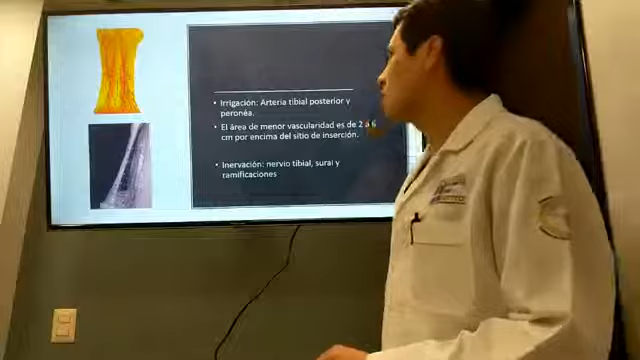 • Irrigación: Arteria tibial posterior y
peronéa.
• El área de menor vascularidad es de 2 a 6
cm por encima del sitio de inserción.
• Inervación: nervio tibial, sural y
ramificaciones